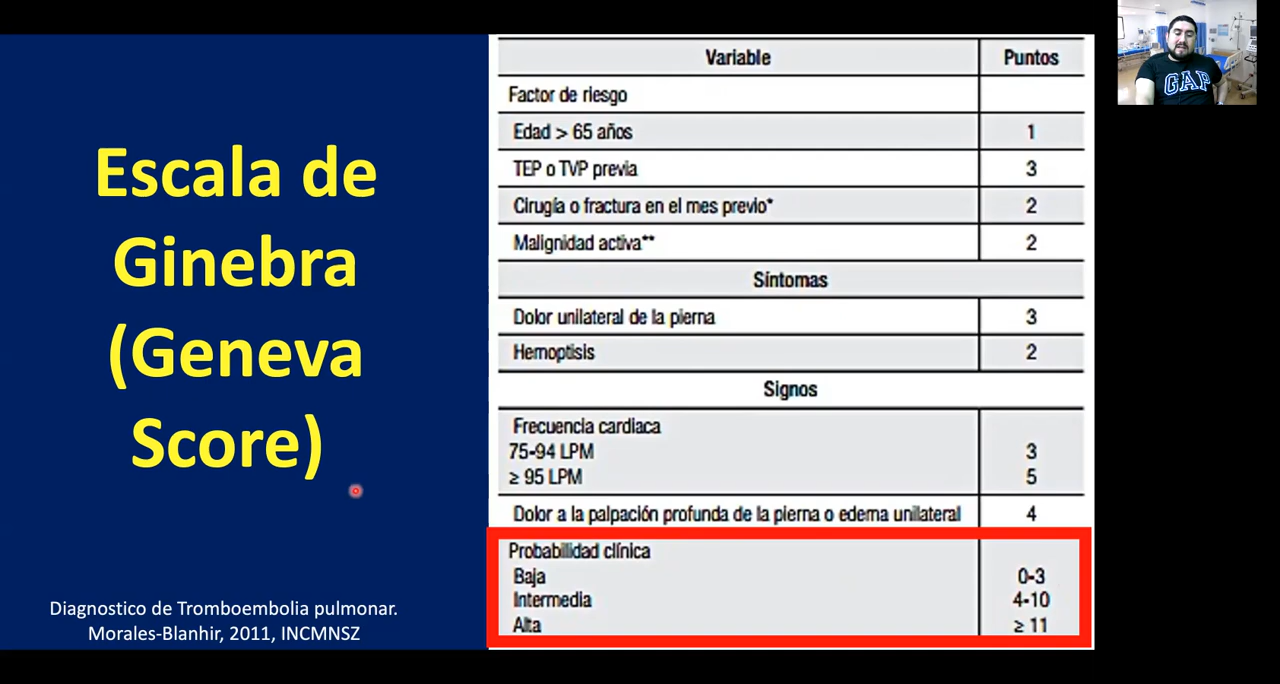 Escala de
Ginebra
(Geneva
Score)
Diagnostico de Tromboembolia pulmonar.
Morales-Blanhir, 2011, INCMNSZ
Variable Puntos
Factor de riesgo
Edad > 65 años 1
TEP o TVP previa 3
Cirugía o fractura en el mes previo* 2
Malignidad activa** 2
Síntomas
Dolor unilateral de la pierna 3
Hemoptisis 2
Signos
Frecuencia cardiaca
75-94 LPM 3
≥ 95 LPM 5
Dolor a la palpación profunda de la pierna o edema unilateral 4
Probabilidad clínica
Baja 0-3
Intermedia 4-10
Alta ≥ 11
GAP